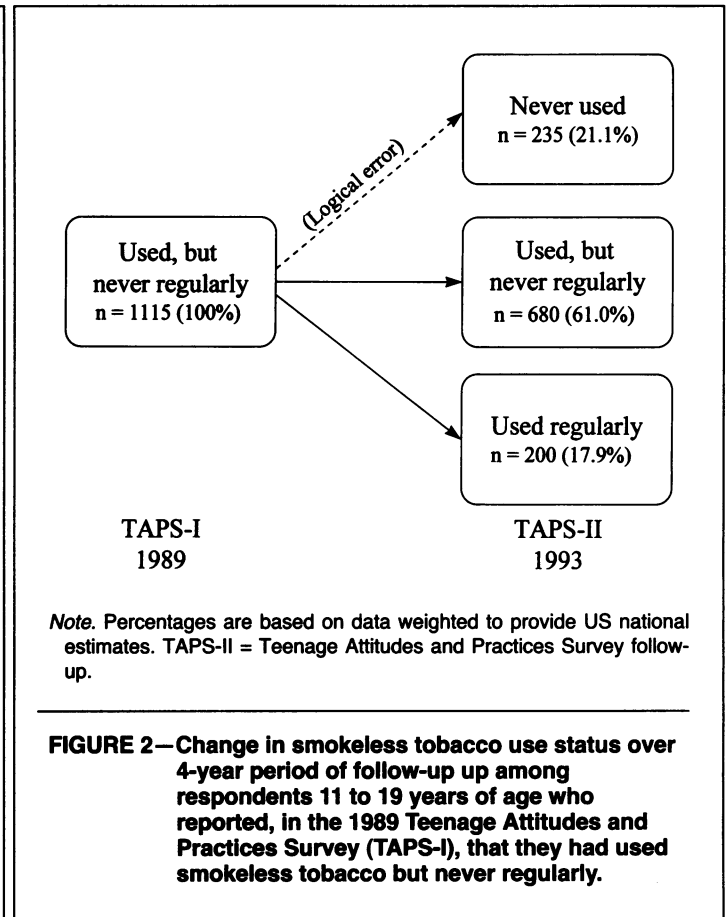 Never used
n = 235 (21.1%)
(Logical error)
Used, but
never regularly
n = 1115 (100%)
Used, but
never regularly
n = 680 (61.0%)
Used regularly
n = 200 (17.9%)
TAPS-I
1989
TAPS-II
1993
Note. Percentages are based on data weighted to provide US national
estimates. TAPS-II = Teenage Attitudes and Practices Survey follow-
up.
FIGURE 2—Change in smokeless tobacco use status over
4-year period of follow-up up among
respondents 11 to 19 years of age who
reported, in the 1989 Teenage Attitudes and
Practices Survey (TAPS-I), that they had used
smokeless tobacco but never regularly.